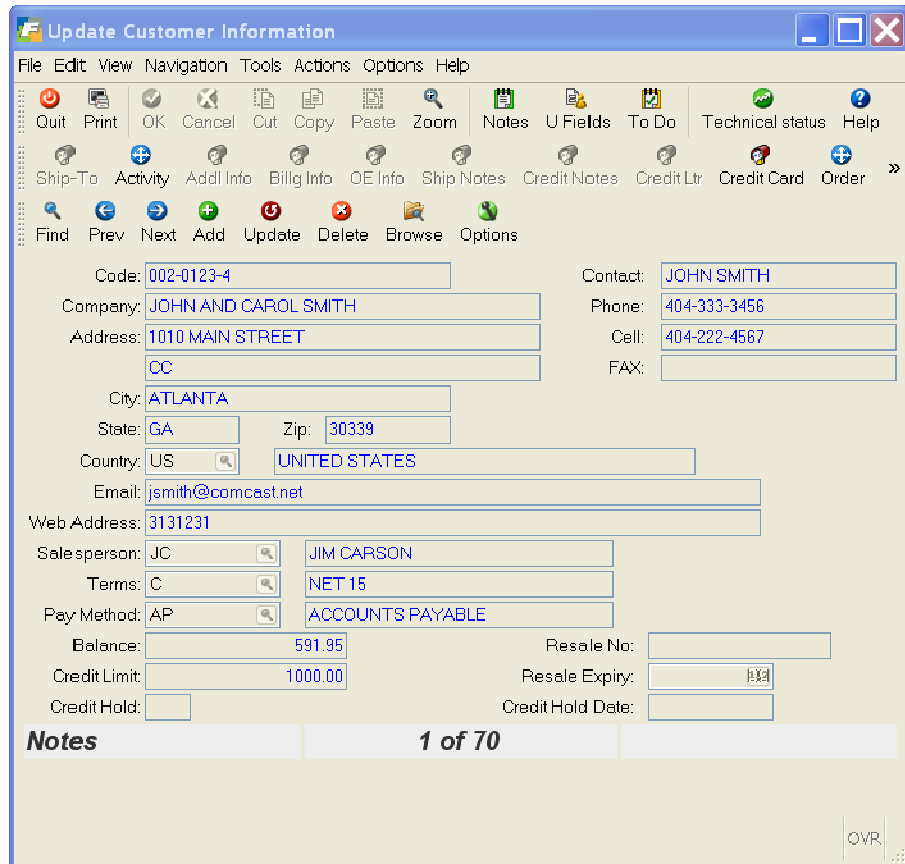 Update Customer Information
File Edit View Navigation Tools Actions Options Help
Quit Print OK Cancel Cut Copy Paste Zoom Notes U Fields To Do Technical status Help
Ship-To Activity Addl Info Billg Info OE Info Ship Notes Credit Notes Credit Ltr Credit Card Order »
Find Prev Next Add Update Delete Browse Options
Code: 002-0123-4 Contact: JOHN SMITH
Company: JOHN AND CAROL SMITH Phone: 404-333-3456
Address: 1010 MAIN STREET Cell: 404-222-4567
CC FAX:
City: ATLANTA
State: GA Zip: 30339
Country: US UNITED STATES
Email: jsmith@comcast.net
Web Address: 3131231
Salesperson: JC JIM CARSON
Terms: C NET 15
Pay Method: AP ACCOUNTS PAYABLE
Balance: 591.95 Resale No:
Credit Limit: 1000.00 Resale Expiry:
Credit Hold: Credit Hold Date:
Notes 1 of 70
OVR